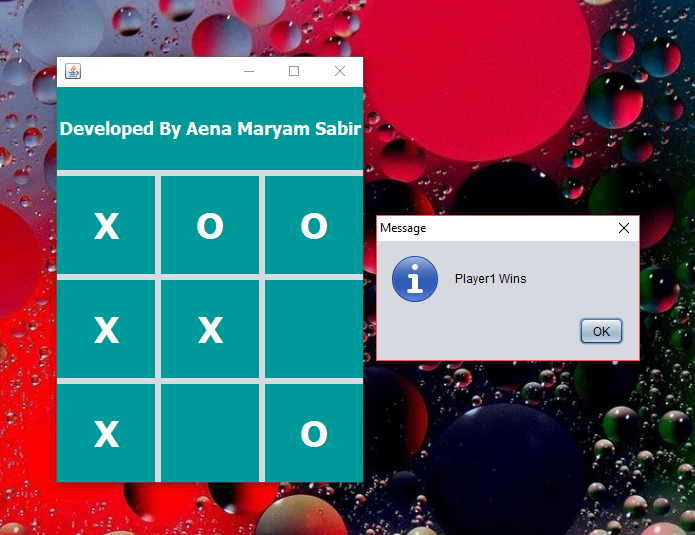 Developed By Aena Maryam Sabir
X O O
X X
X O
Message
Player1 Wins
OK